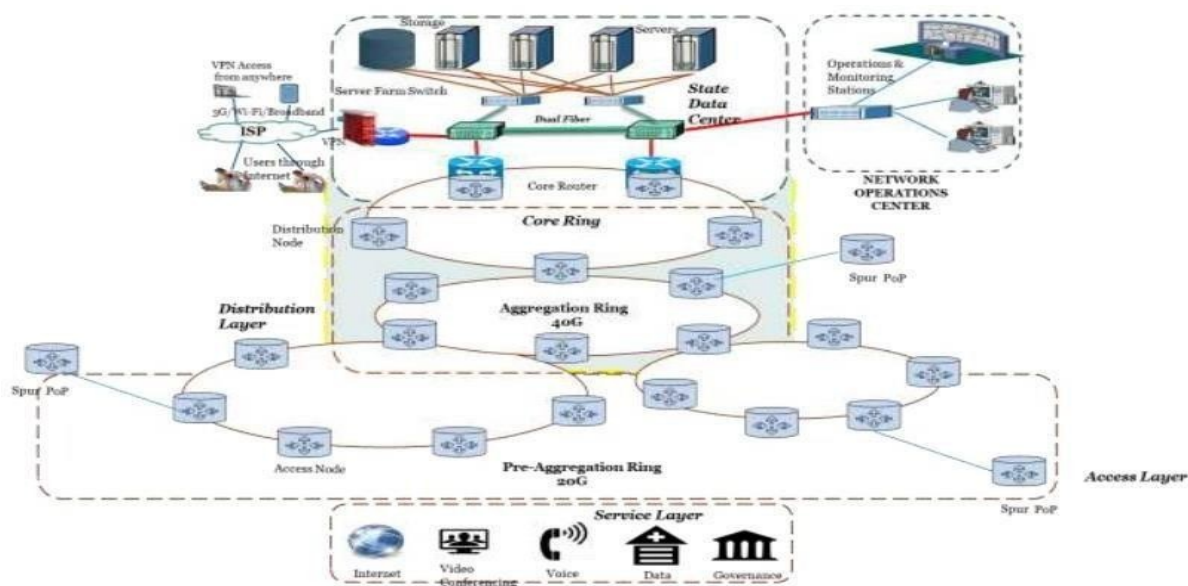 Storage
Servers
VPN Access
from anywhere
3G/Wi-Fi/Broadband
ISP
Users through
Internet
Server Farm Switch
VPN
Dual Fiber
State
Data
Center
Operations &
Monitoring
Stations
NETWORK
OPERATIONS
CENTER
Core Router
Core Ring
Distribution
Node
Spur PoP
Distribution
Layer
Aggregation Ring
40G
Spur PoP
Access Node
Pre-Aggregation Ring
20G
Access Layer
Spur PoP
Service Layer
Internet
Video
Conferencing
Voice
Data
Governance